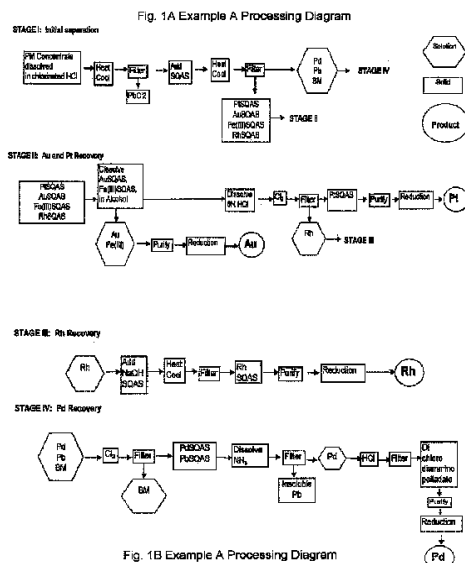 Fig. 1A Example A Processing Diagram
STAGE I: Initial separation
PM Concentrate
dissolved
in chlorinated HCl
Heat
Cool
Filter
PbCl2
Add
SQAS
Heat
Cool
Filter
Pd
Pb
BM
STAGE IV
PtSQAS
AuSQAS
Fe(III)SQAS
RhSQAS
STAGE II
Solution
Solid
Product
STAGE II: Au and Pt Recovery
PtSQAS
AuSQAS
Fe(III)SQAS
RhSQAS
Dissolve
AuSQAS,
Fe(III)SQAS,
in Alcohol
Dissolve
6N HCl
Cl2
Filter
PtSQAS
Purify
Reduction
Pt
Au
Fe(III)
Purify
Reduction
Au
Rh
STAGE III
STAGE III: Rh Recovery
Rh
Add
NaOH
SQAS
Heat
Cool
Filter
Rh
SQAS
Purify
Reduction
Rh
STAGE IV: Pd Recovery
Pd
Pb
BM
Cl2
Filter
BM
PdSQAS
PbSQAS
Dissolve
NH3
Filter
Insoluble
Pb
Pd
HCl
Filter
Di
chloro
diammino
palladate
Purify
Reduction
Pd
Fig. 1B Example A Processing Diagram